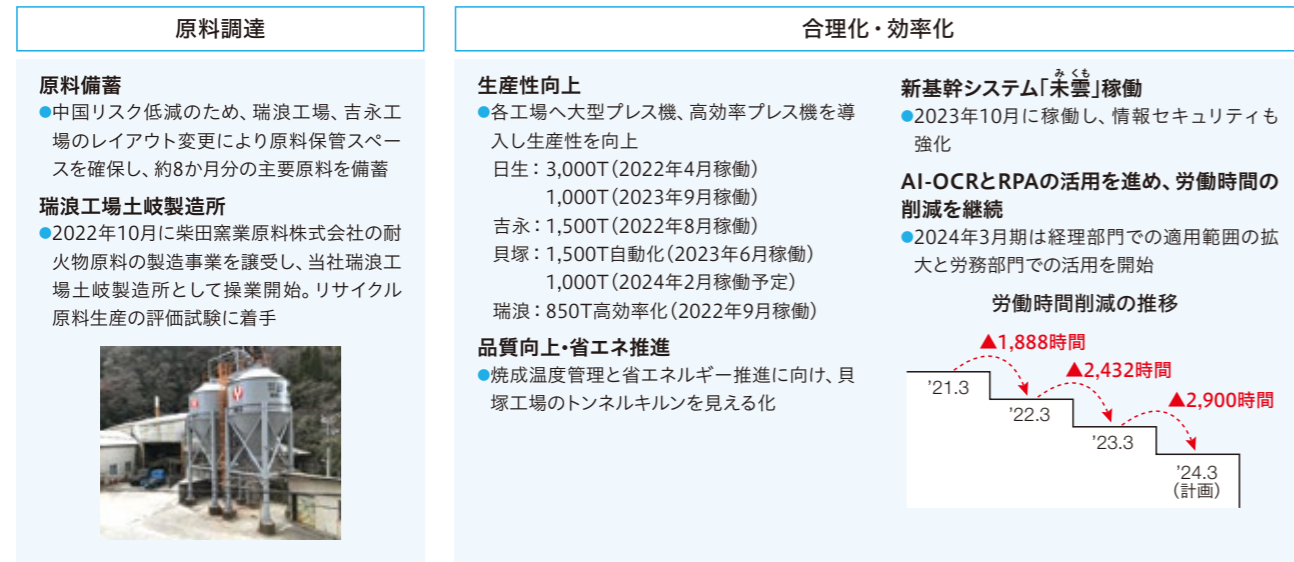 原料調達
原料備蓄
●中国リスク低減のため、瑞浪工場、吉永工
場のレイアウト変更により原料保管スペー
スを確保し、約8か月分の主要原料を備蓄
瑞浪工場土岐製造所
●2022年10月に柴田窯業原料株式会社の耐
火物原料の製造事業を譲受し、当社瑞浪工
場土岐製造所として操業開始。リサイクル
原料生産の評価試験に着手
合理化・効率化
生産性向上
●各工場へ大型プレス機、高効率プレス機を導
入し生産性を向上
日生：3,000T（2022年4月稼働）
1,000T（2023年9月稼働）
吉永：1,500T（2022年8月稼働）
貝塚：1,500T自動化（2023年6月稼働）
1,000T（2024年2月稼働予定）
瑞浪：850T高効率化（2022年9月稼働）
品質向上・省エネ推進
●焼成温度管理と省エネルギー推進に向け、貝
塚工場のトンネルキルンを見える化
み くも
新基幹システム「未雲」稼働
●2023年10月に稼働し、情報セキュリティも
強化
AI-OCRとRPAの活用を進め、労働時間の
削減を継続
●2024年3月期は経理部門での適用範囲の拡
大と労務部門での活用を開始
労働時間削減の推移
▲1,888時間
▲2,432時間
▲2,900時間
'21.3
'22.3
'23.3
'24.3
（計画）